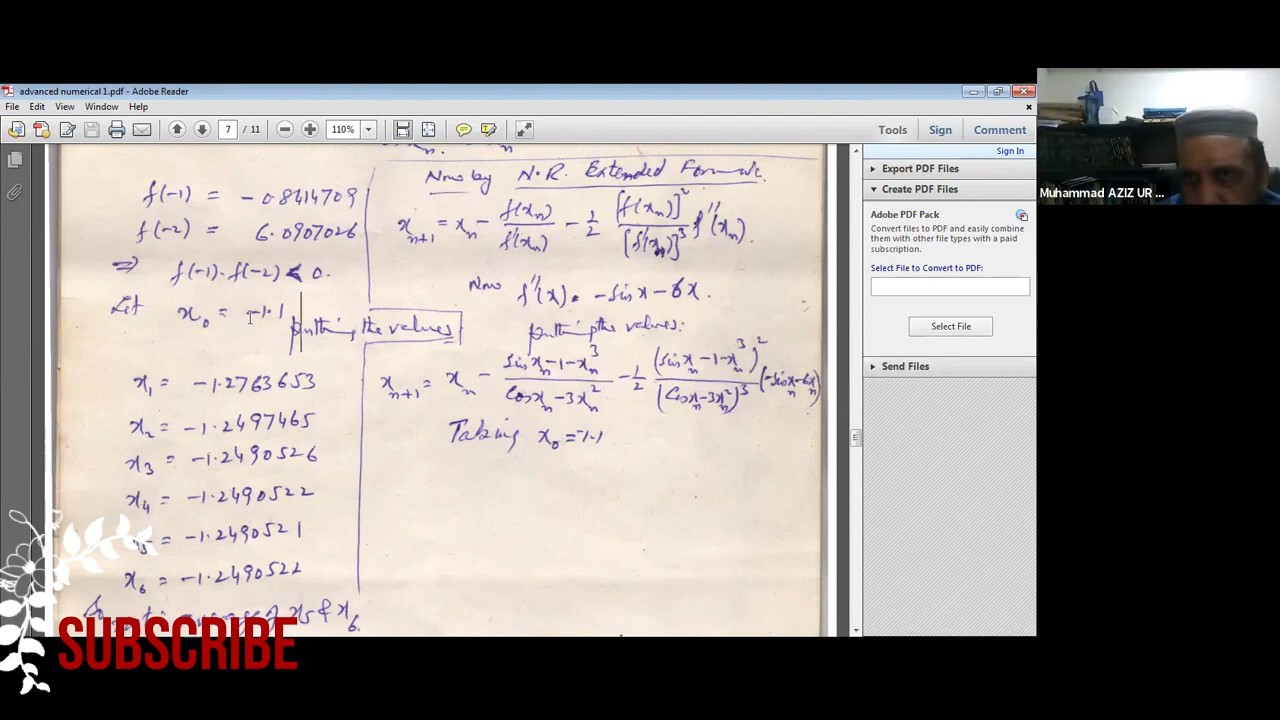 advanced numerical 1.pdf - Adobe Reader
File Edit View Window Help
7 / 11 110%
Tools Sign Comment
Sign In
Export PDF Files
Create PDF Files
Adobe PDF Pack
Convert files to PDF and easily combine them with other file types with a paid subscription.
Select File to Convert to PDF:
Select File
Send Files
Muhammad AZIZ UR ...
f(-1) = -0.8414709
f(-2) = 6.0907026
⇒ f(-1)·f(-2) < 0.
Let x₀ = -1.1
x₁ = -1.2763653
x₂ = -1.2497465
x₃ = -1.2490526
x₄ = -1.2490522
x₅ = -1.2490521
x₆ = -1.2490522
of x₅ & x₆.
Now by N.R. Extended Formula.
xₙ₊₁ = xₙ - f(xₙ)/f'(xₙ) - 1/2 [f(xₙ)]²/[f'(xₙ)]³ f''(xₙ).
Now f''(x) = -Sin x - 6x.
putting the values:
putting the values
xₙ₊₁ = xₙ - (Sin xₙ - 1 - xₙ³)/(Cos xₙ - 3xₙ²) - 1/2 (Sin xₙ - 1 - xₙ³)²/(Cos xₙ - 3xₙ²)³ (-Sin xₙ - 6xₙ)
Taking x₀ = -1.1
SUBSCRIBE